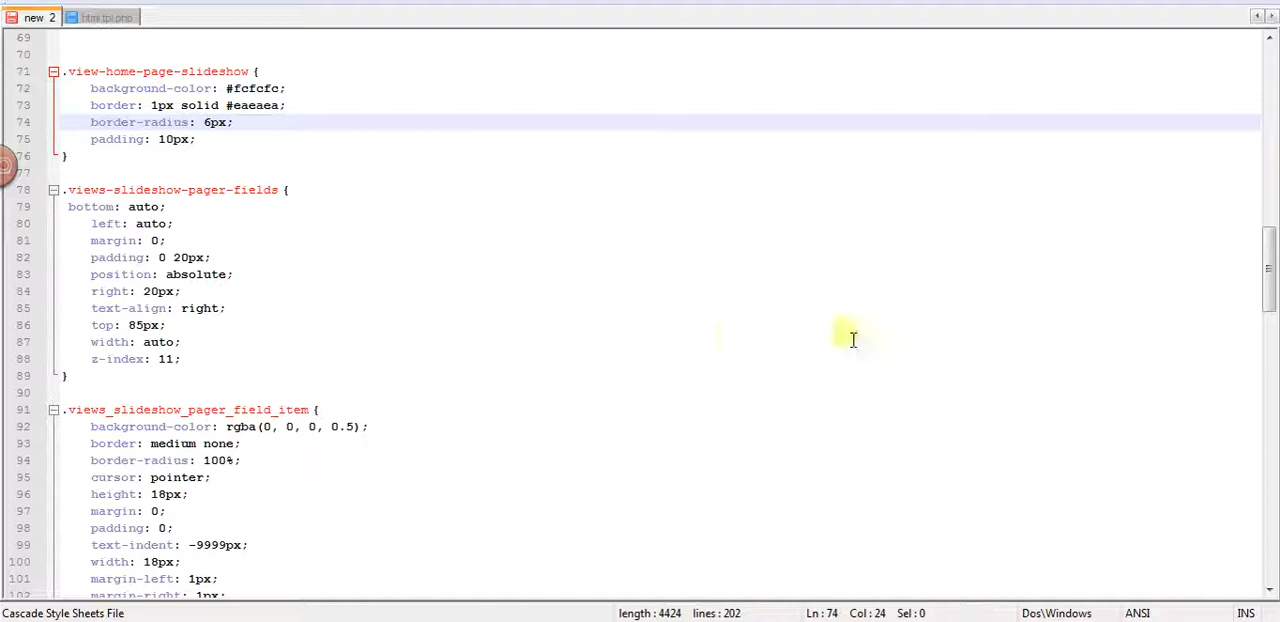 new 2 html.tpl.php
69
70
71 .view-home-page-slideshow {
72 background-color: #fcfcfc;
73 border: 1px solid #eaeaea;
74 border-radius: 6px;
75 padding: 10px;
76 }
77
78 .views-slideshow-pager-fields {
79 bottom: auto;
80 left: auto;
81 margin: 0;
82 padding: 0 20px;
83 position: absolute;
84 right: 20px;
85 text-align: right;
86 top: 85px;
87 width: auto;
88 z-index: 11;
89 }
90
91 .views_slideshow_pager_field_item {
92 background-color: rgba(0, 0, 0, 0.5);
93 border: medium none;
94 border-radius: 100%;
95 cursor: pointer;
96 height: 18px;
97 margin: 0;
98 padding: 0;
99 text-indent: -9999px;
100 width: 18px;
101 margin-left: 1px;
102 margin-right: 1px;
Cascade Style Sheets File length : 4424 lines : 202 Ln : 74 Col : 24 Sel : 0 Dos\Windows ANSI INS